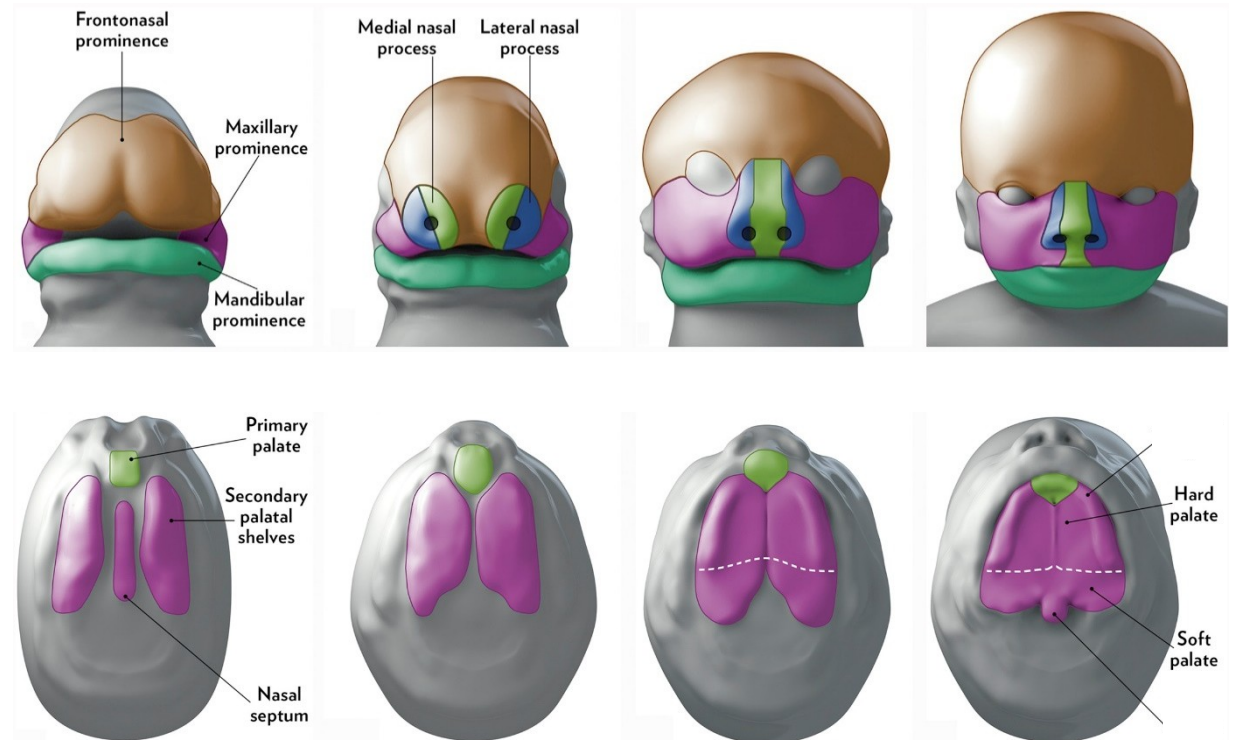 Frontonasal
prominence
Maxillary
prominence
Mandibular
prominence
Medial nasal
process
Lateral nasal
process
Primary
palate
Secondary
palatal
shelves
Nasal
septum
Hard
palate
Soft
palate